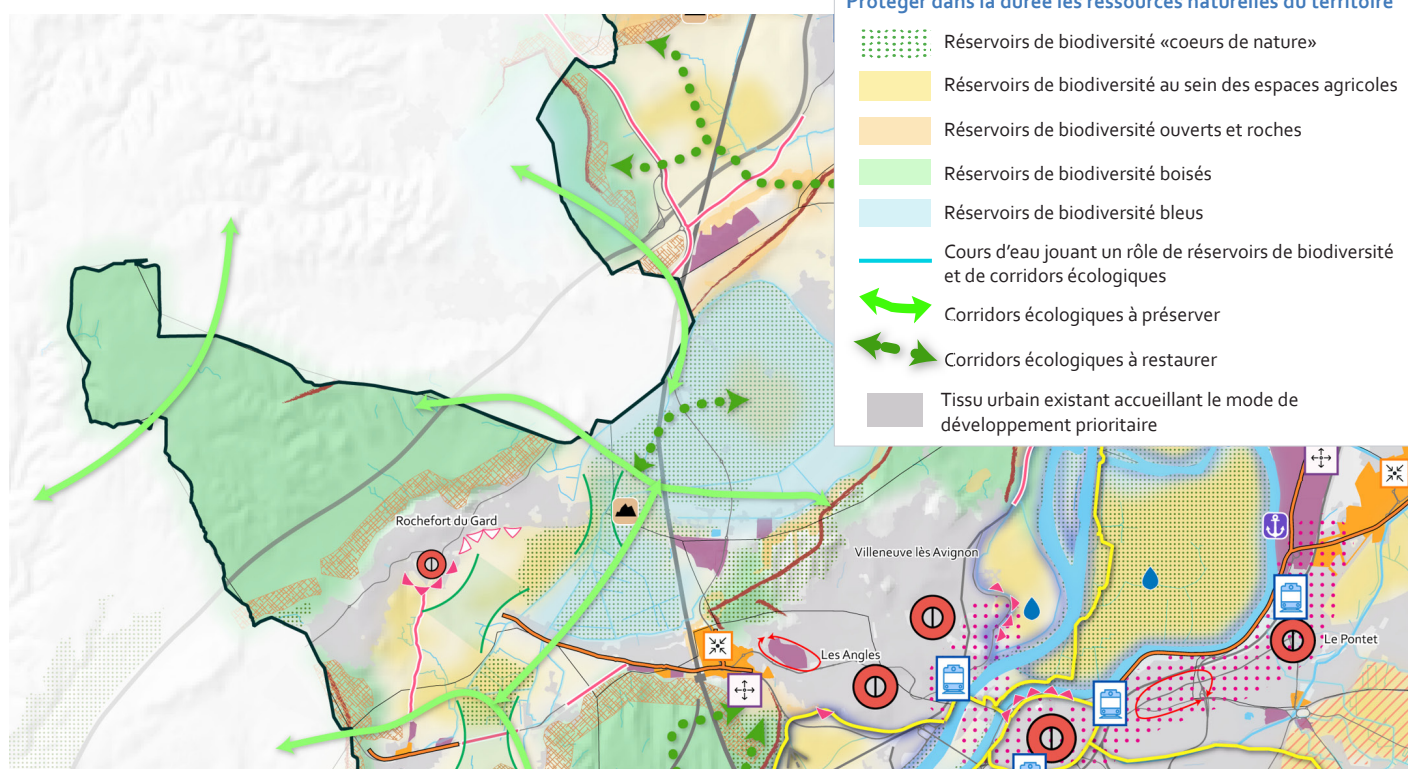 Protéger dans la durée les ressources naturelles du territoire
Réservoirs de biodiversité «coeurs de nature»
Réservoirs de biodiversité au sein des espaces agricoles
Réservoirs de biodiversité ouverts et roches
Réservoirs de biodiversité boisés
Réservoirs de biodiversité bleus
Cours d'eau jouant un rôle de réservoirs de biodiversité
et de corridors écologiques
Corridors écologiques à préserver
Corridors écologiques à restaurer
Tissu urbain existant accueillant le mode de
développement prioritaire
Rochefort du Gard
Villeneuve lès Avignon
Le Pontet
Les Angles